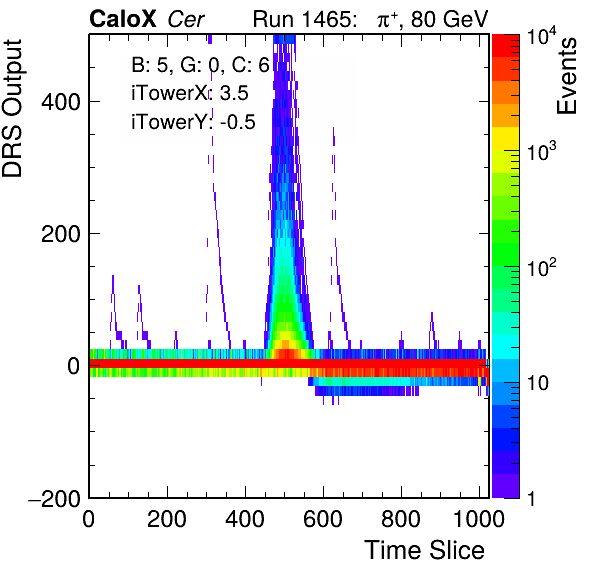 CaloX Cer Run 1465: π⁺, 80 GeV
B: 5, G: 0, C: 6
iTowerX: 3.5
iTowerY: -0.5
DRS Output
400
200
0
−200
0 200 400 600 800 1000
Time Slice
Events
10⁴
10³
10²
10
1